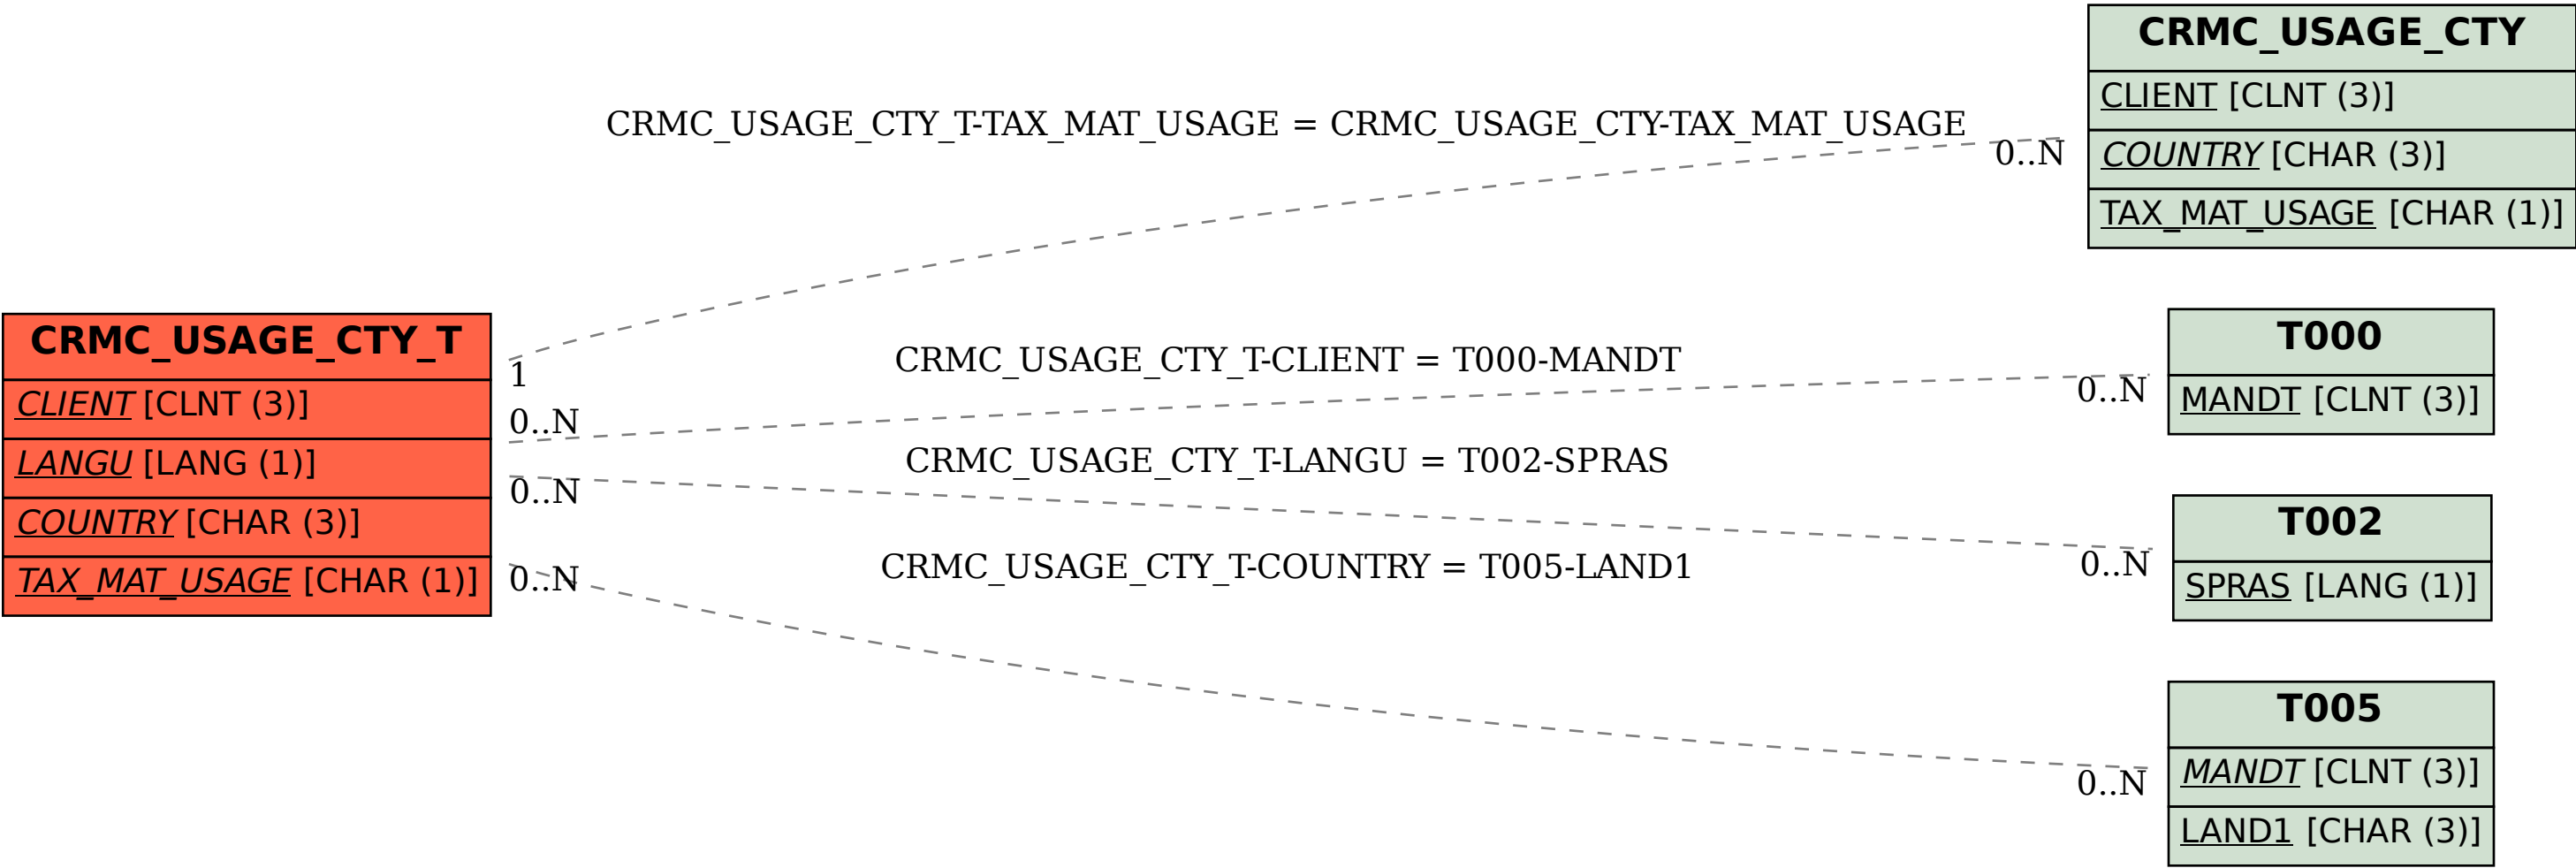 CRMC_USAGE_CTY
CLIENT [CLNT (3)]
COUNTRY [CHAR (3)]
TAX_MAT_USAGE [CHAR (1)]
CRMC_USAGE_CTY_T-TAX_MAT_USAGE = CRMC_USAGE_CTY-TAX_MAT_USAGE
0..N
CRMC_USAGE_CTY_T
CLIENT [CLNT (3)]
LANGU [LANG (1)]
COUNTRY [CHAR (3)]
TAX_MAT_USAGE [CHAR (1)]
1
0..N
0..N
0..N
CRMC_USAGE_CTY_T-CLIENT = T000-MANDT
0..N
CRMC_USAGE_CTY_T-LANGU = T002-SPRAS
0..N
CRMC_USAGE_CTY_T-COUNTRY = T005-LAND1
0..N
T000
MANDT [CLNT (3)]
T002
SPRAS [LANG (1)]
T005
MANDT [CLNT (3)]
LAND1 [CHAR (3)]